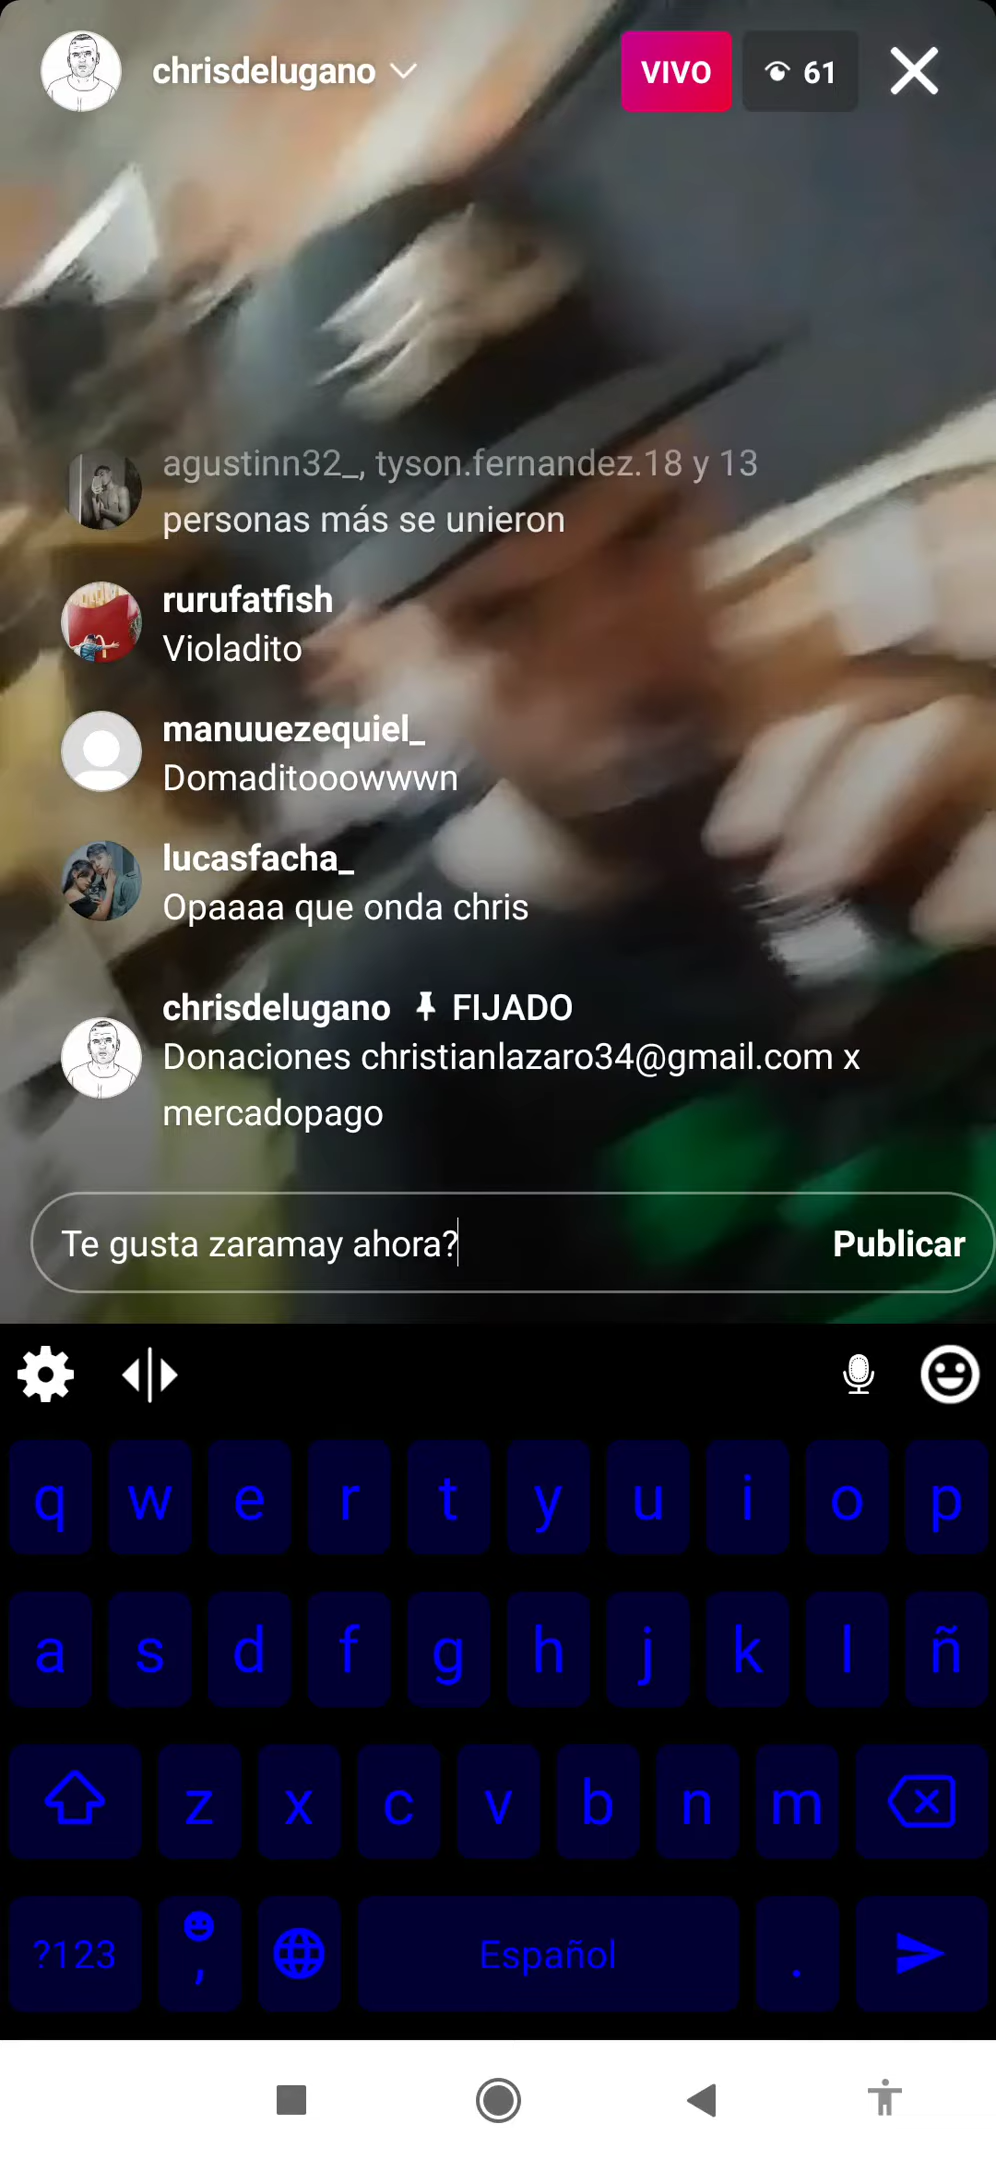 chrisdelugano
VIVO
61
agustinn32_, tyson.fernandez.18 y 13
personas más se unieron
rurufatfish
Violadito
manuuezequiel_
Domaditooowwwn
lucasfacha_
Opaaaa que onda chris
chrisdelugano FIJADO
Donaciones christianlazaro34@gmail.com x
mercadopago
Te gusta zaramay ahora?
Publicar
q w e r t y u i o p
a s d f g h j k l ñ
z x c v b n m
?123 , Español .